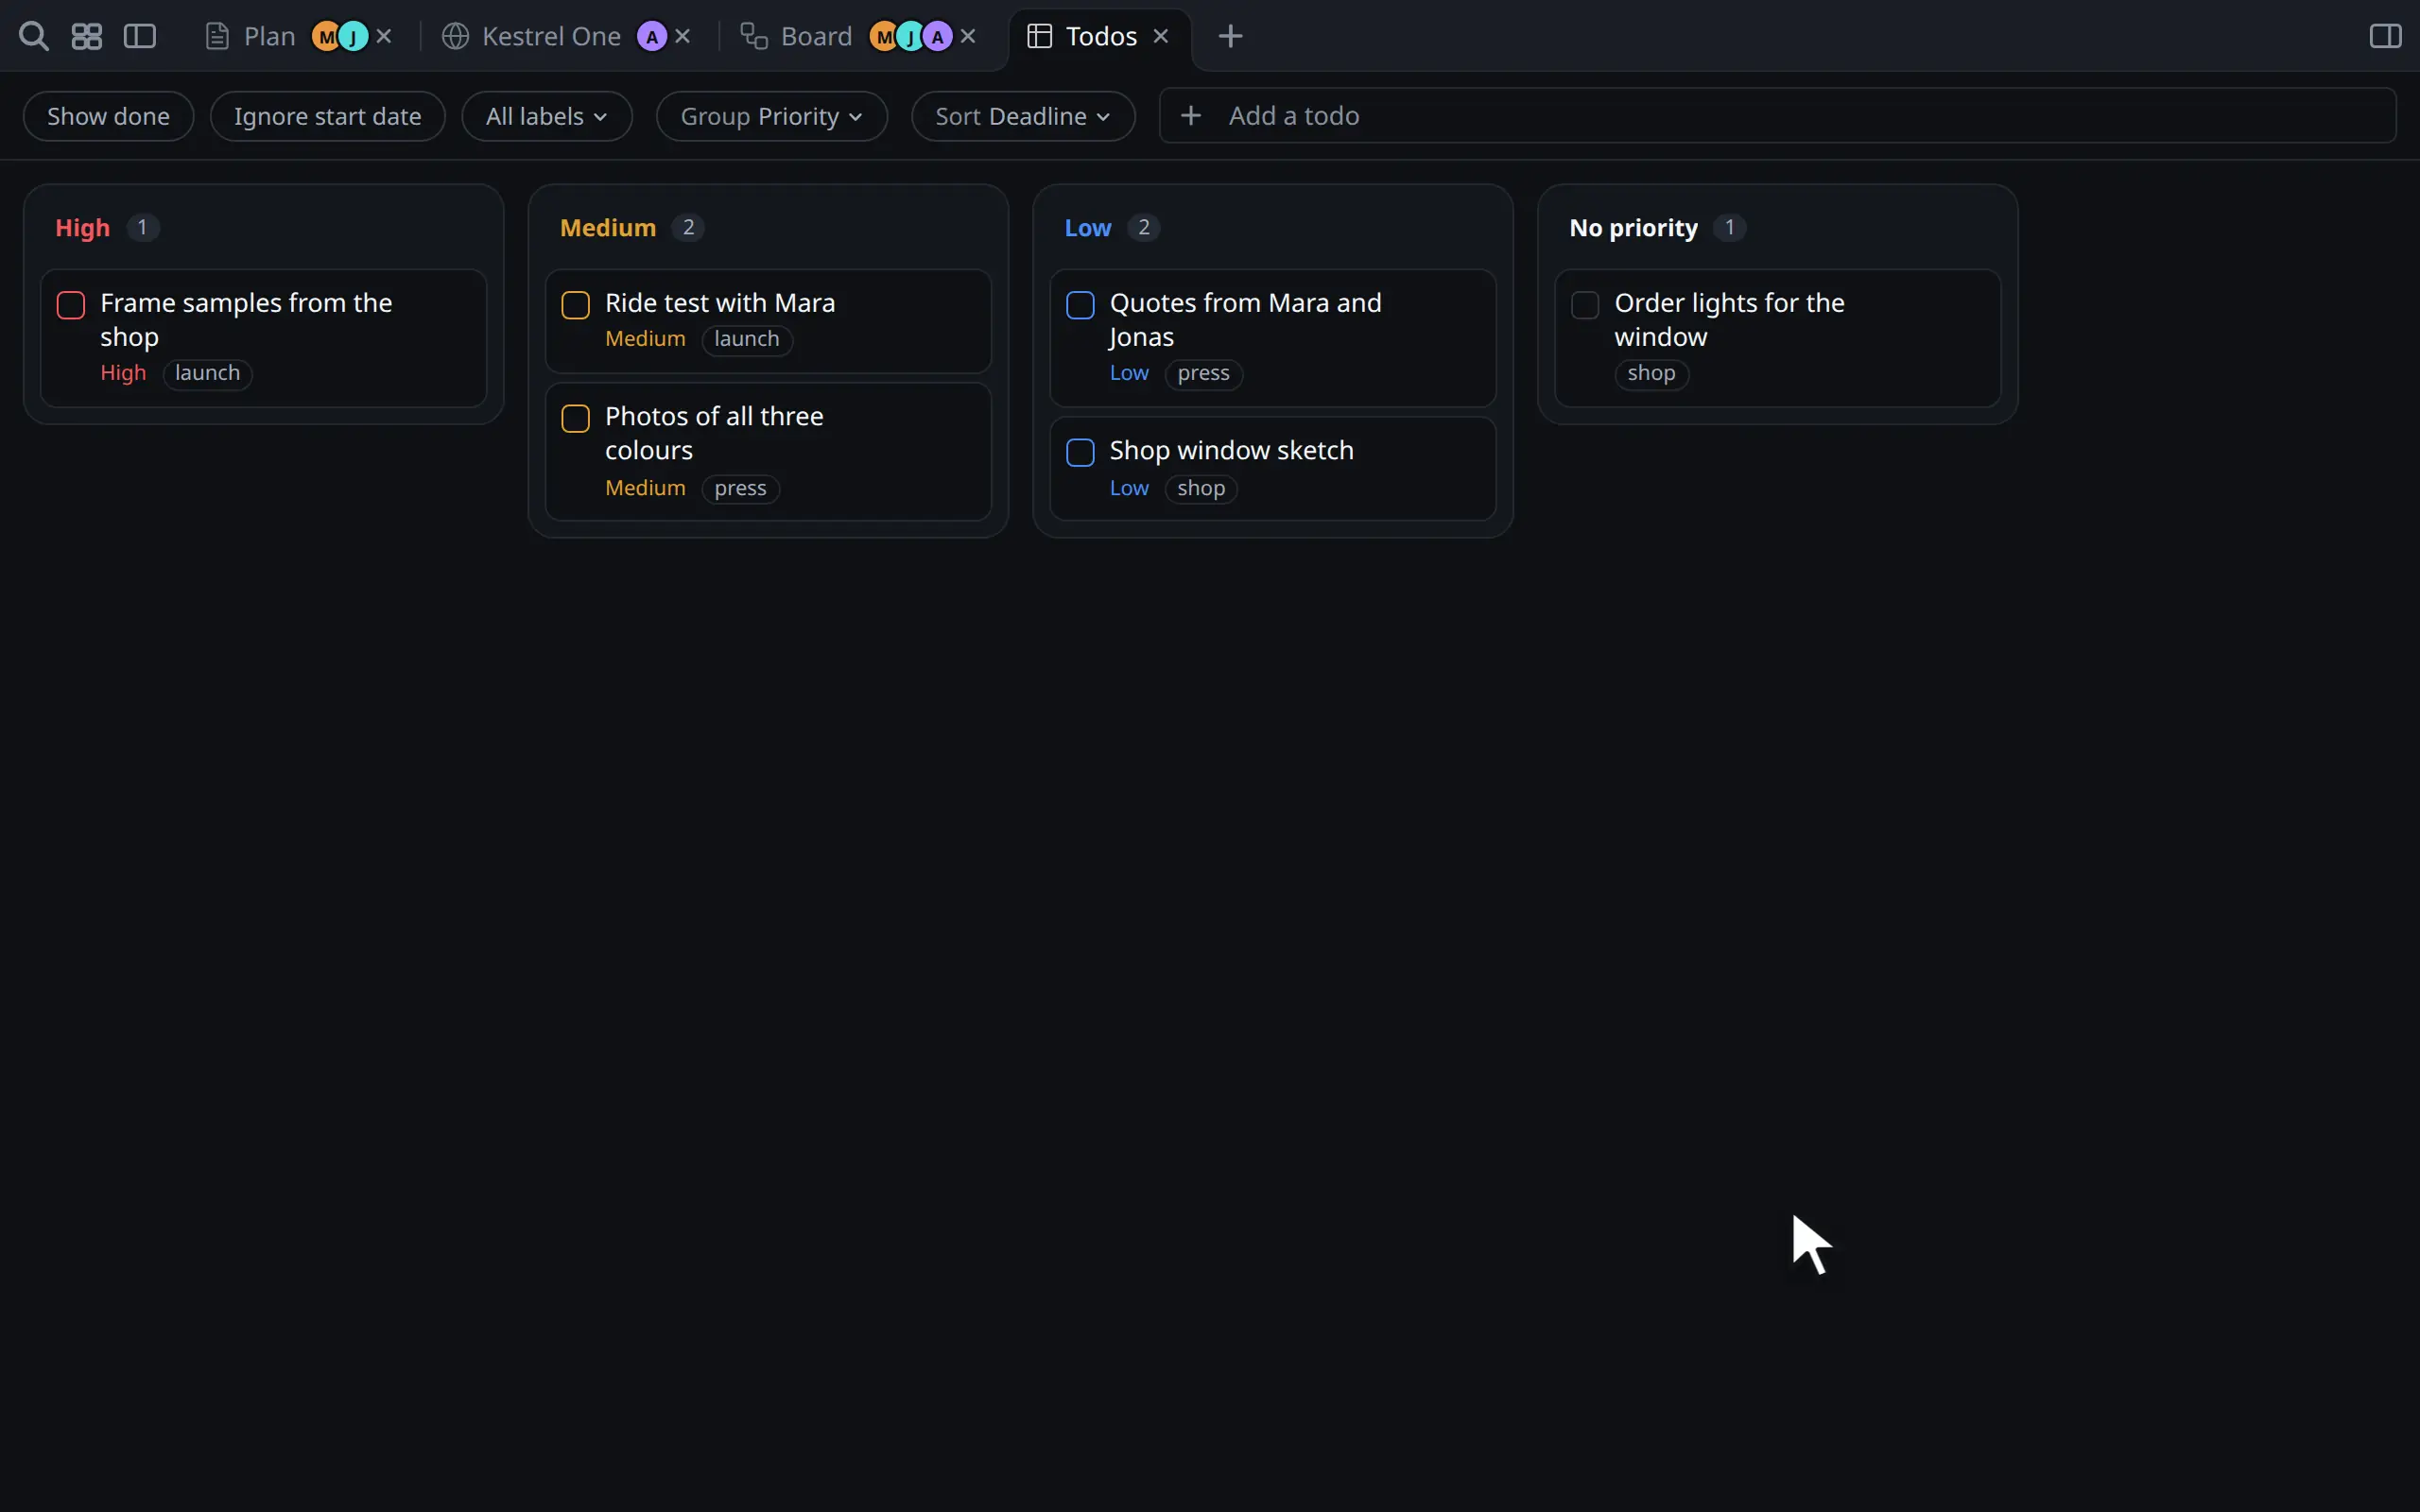 Plan M J
Kestrel One A
Board M J A
Todos
Show done
Ignore start date
All labels
Group Priority
Sort Deadline
Add a todo
High 1
Frame samples from the
shop
High launch
Medium 2
Ride test with Mara
Medium launch
Photos of all three
colours
Medium press
Low 2
Quotes from Mara and
Jonas
Low press
Shop window sketch
Low shop
No priority 1
Order lights for the
window
shop